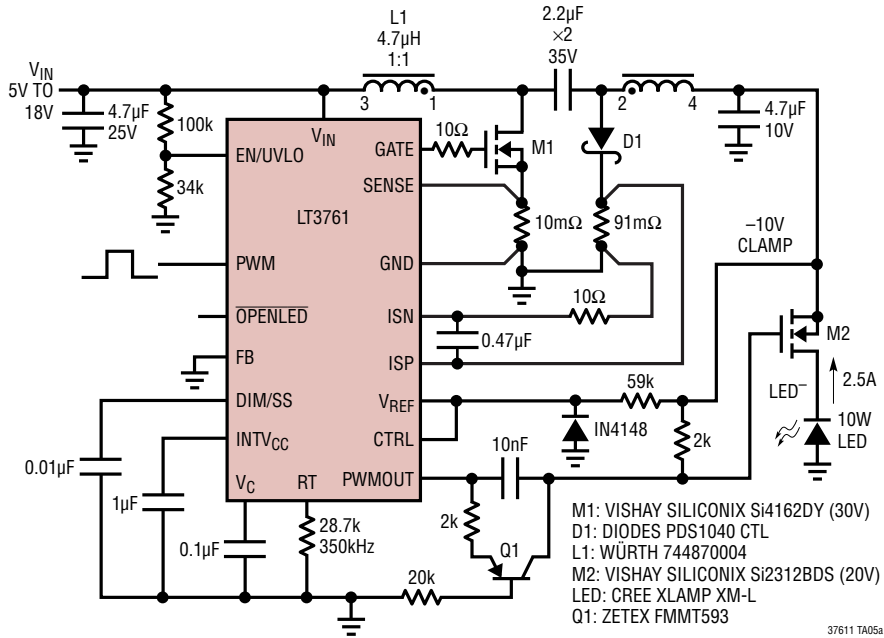 L1
4.7µH
1:1
2.2µF
×2
35V
VIN
5V TO
18V
4.7µF
25V
100k
34k
3
1
2
4
4.7µF
10V
VIN
EN/UVLO
LT3761
PWM
OPENLED
FB
DIM/SS
INTVCC
VC
RT
GATE
SENSE
GND
ISN
ISP
VREF
CTRL
PWMOUT
10Ω
M1
D1
10mΩ
91mΩ
–10V
CLAMP
10Ω
0.47µF
M2
59k
LED–
2.5A
IN4148
2k
10W
LED
10nF
0.01µF
1µF
0.1µF
28.7k
350kHz
2k
Q1
20k
M1: VISHAY SILICONIX Si4162DY (30V)
D1: DIODES PDS1040 CTL
L1: WÜRTH 744870004
M2: VISHAY SILICONIX Si2312BDS (20V)
LED: CREE XLAMP XM-L
Q1: ZETEX FMMT593
37611 TA05a